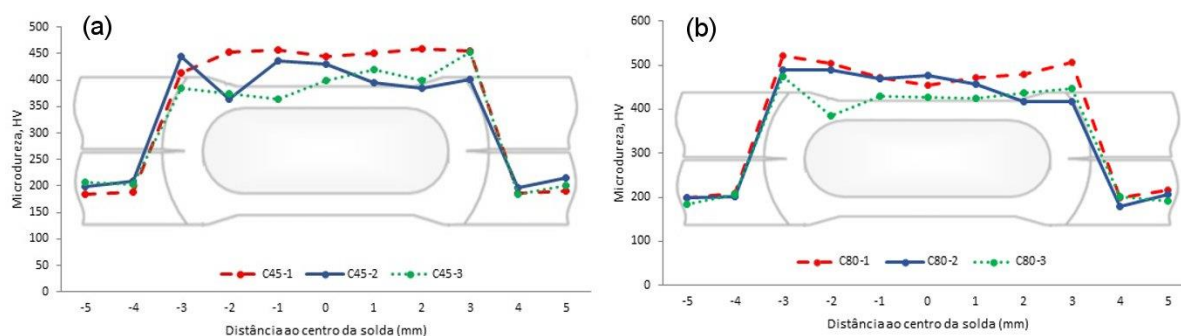 (a)
Microdureza, HV
500
450
400
350
300
250
200
150
100
50
0
C45-1 C45-2 C45-3
-5 -4 -3 -2 -1 0 1 2 3 4 5
Distância ao centro da solda (mm)
(b)
Microdureza, HV
600
500
400
300
200
100
0
C80-1 C80-2 C80-3
-5 -4 -3 -2 -1 0 1 2 3 4 5
Distância ao centro da solda (mm)